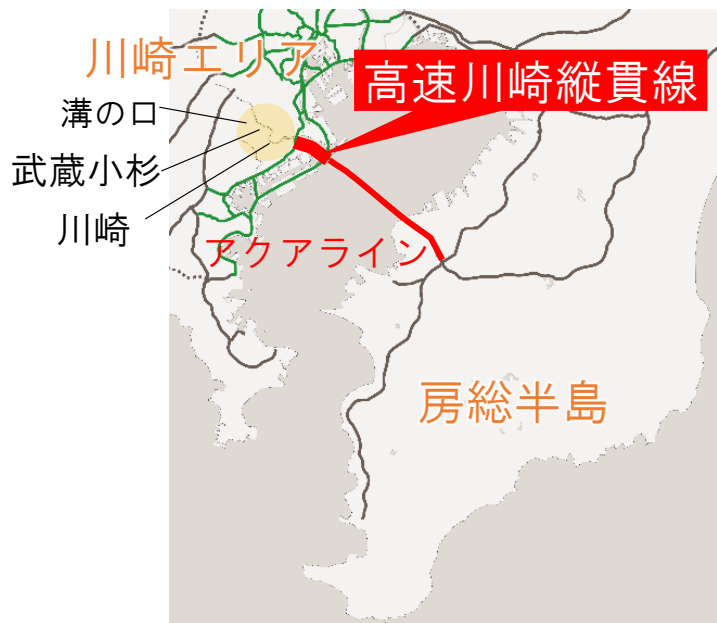 川崎エリア
高速川崎縦貫線
溝の口
武蔵小杉
川崎
アクアライン
房総半島